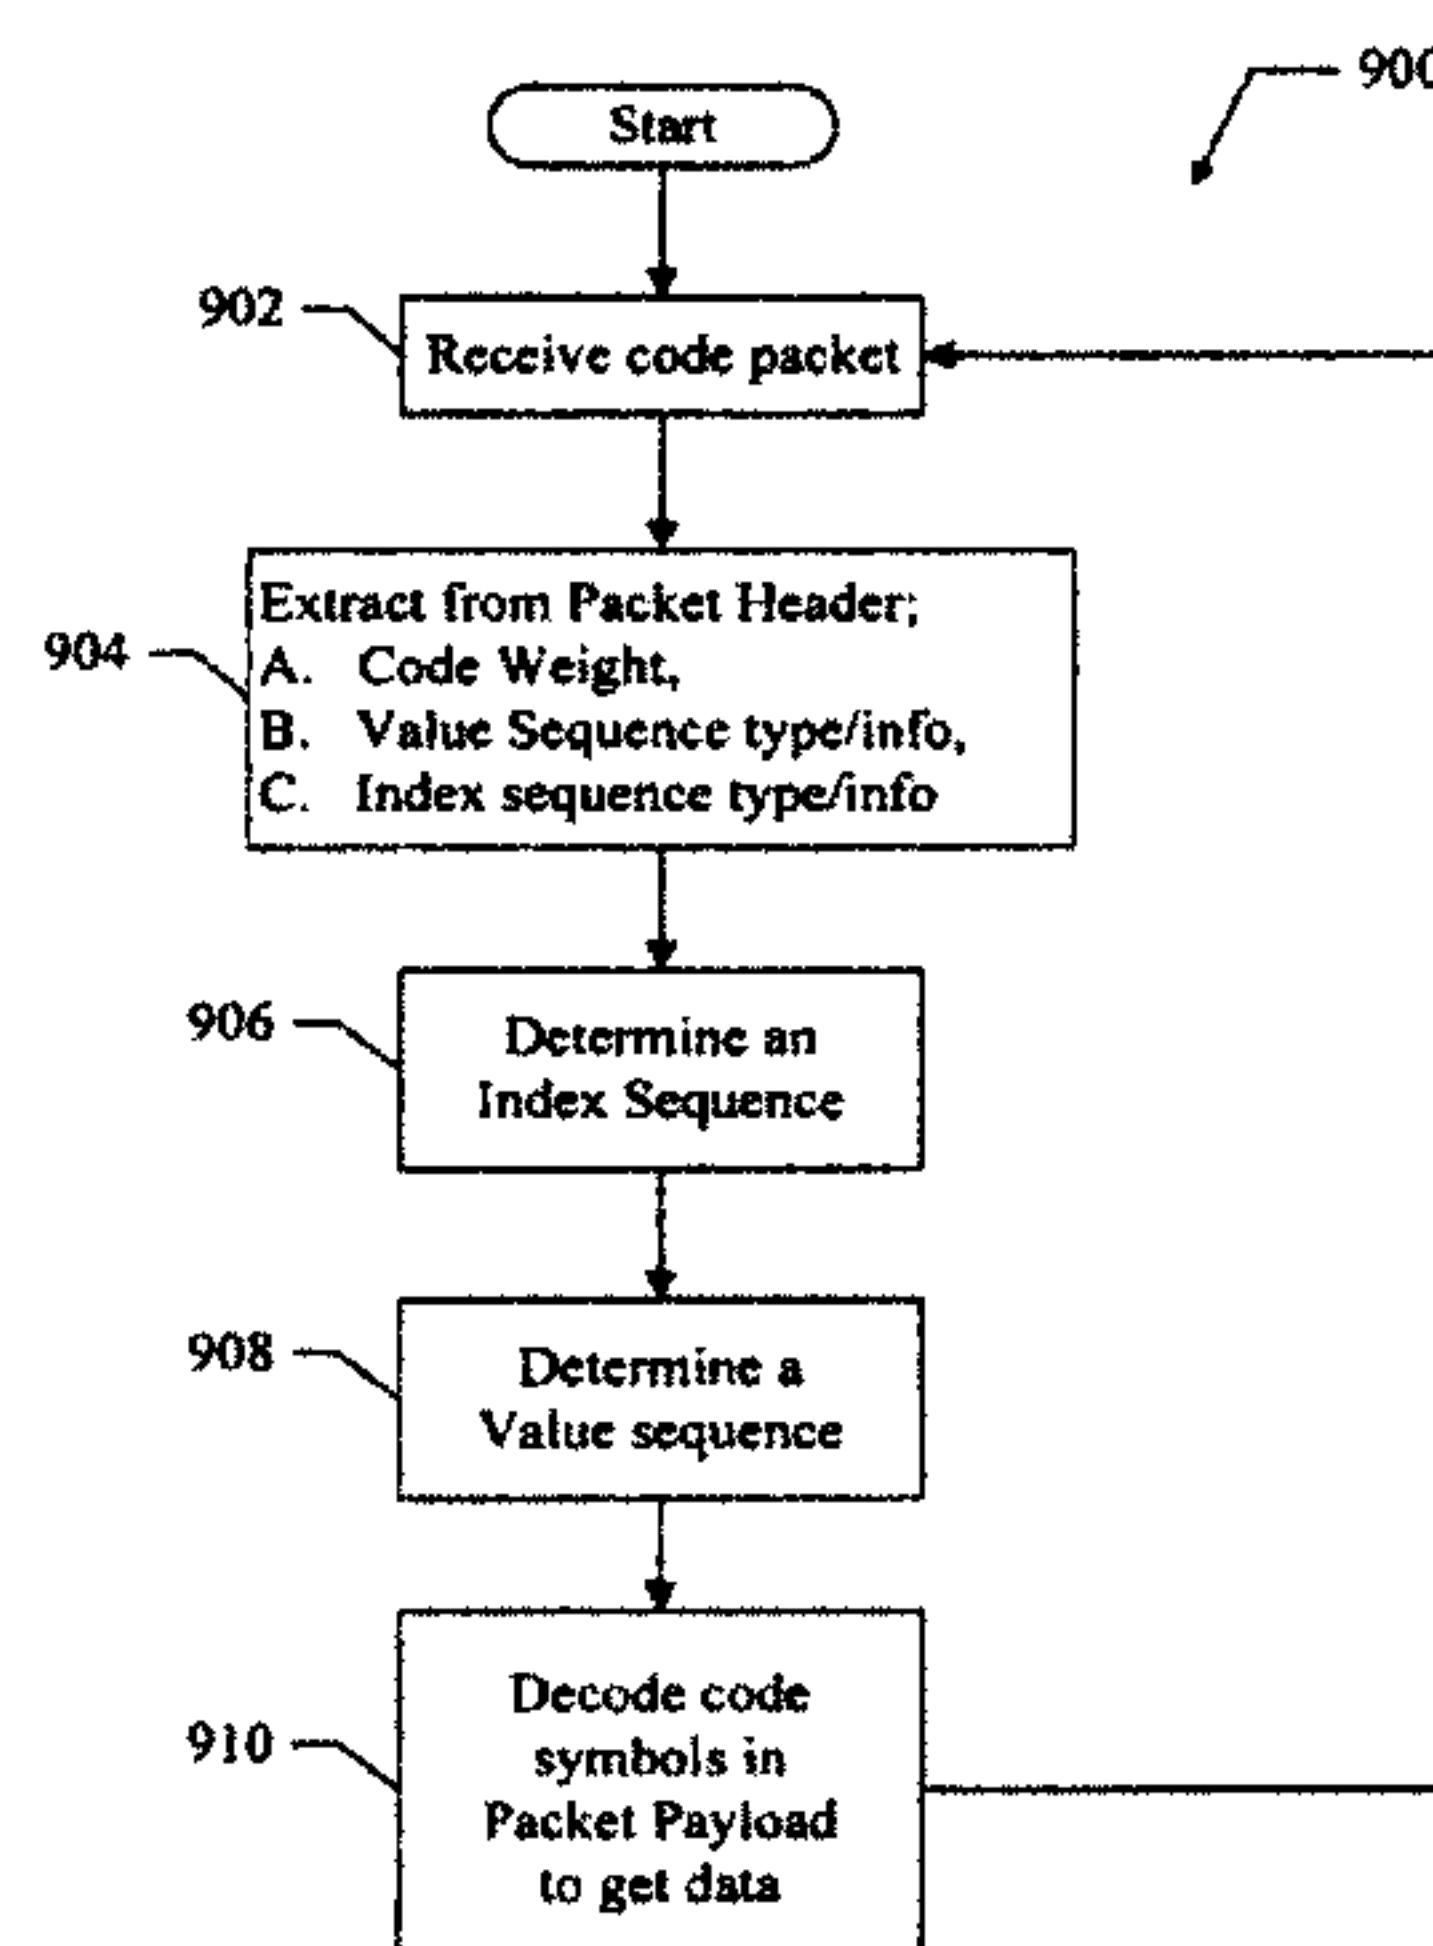 900
Start
902
Receive code packet
904
Extract from Packet Header;
A. Code Weight,
B. Value Sequence type/info,
C. Index sequence type/info
906
Determine an
Index Sequence
908
Determine a
Value sequence
910
Decode code
symbols in
Packet Payload
to get data